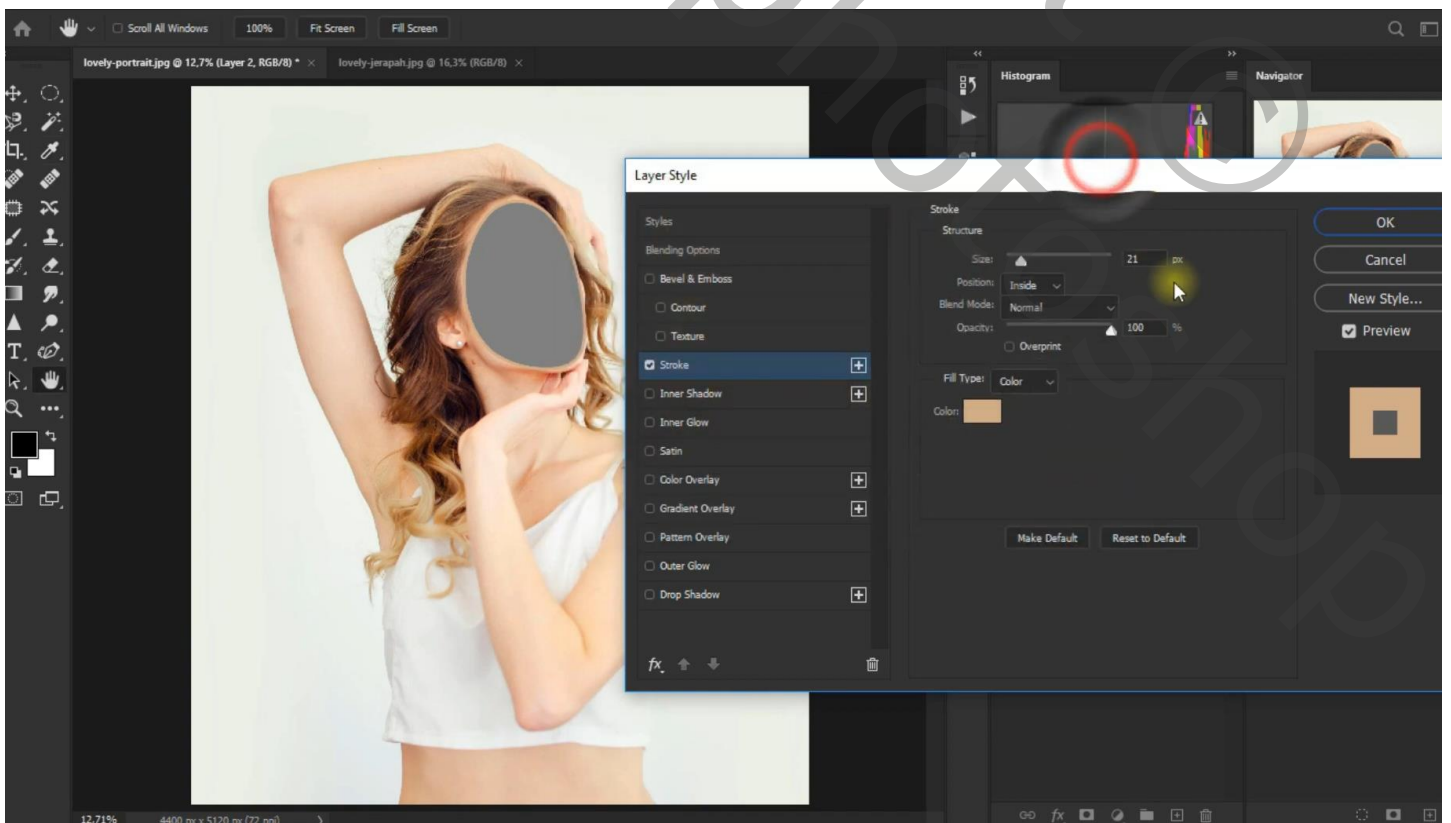 Scroll All Windows 100% Fit Screen Fill Screen
lovely-portrait.jpg @ 12,7% (Layer 2, RGB/8) * × lovely-jerapah.jpg @ 16,3% (RGB/8) ×
Histogram
Navigator
Layer Style
Styles
Blending Options
Bevel & Emboss
Contour
Texture
Stroke
Inner Shadow
Inner Glow
Satin
Color Overlay
Gradient Overlay
Pattern Overlay
Outer Glow
Drop Shadow
fx
Stroke
Structure
Size: 21 px
Position: Inside
Blend Mode: Normal
Opacity: 100 %
Overprint
Fill Type: Color
Color:
Make Default Reset to Default
OK
Cancel
New Style...
Preview
12,71% 4400 px x 5120 px (72 ppi)
fx